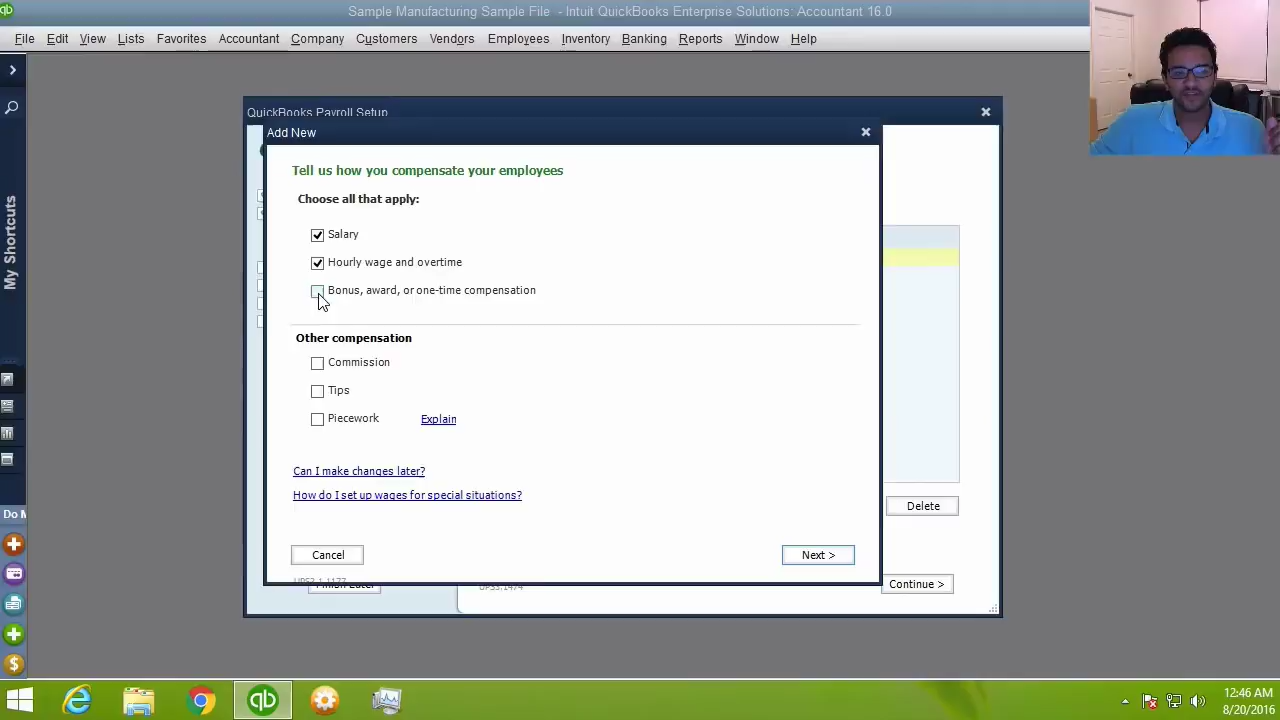 Sample Manufacturing Sample File - Intuit QuickBooks Enterprise Solutions: Accountant 16.0
File Edit View Lists Favorites Accountant Company Customers Vendors Employees Inventory Banking Reports Window Help
My Shortcuts
QuickBooks Payroll Setup
Add New
Tell us how you compensate your employees
Choose all that apply:
Salary
Hourly wage and overtime
Bonus, award, or one-time compensation
Other compensation
Commission
Tips
Piecework Explain
Can I make changes later?
How do I set up wages for special situations?
Delete
Do M
Cancel
Next >
Finish Later
Continue >
qb
12:46 AM
8/20/2016